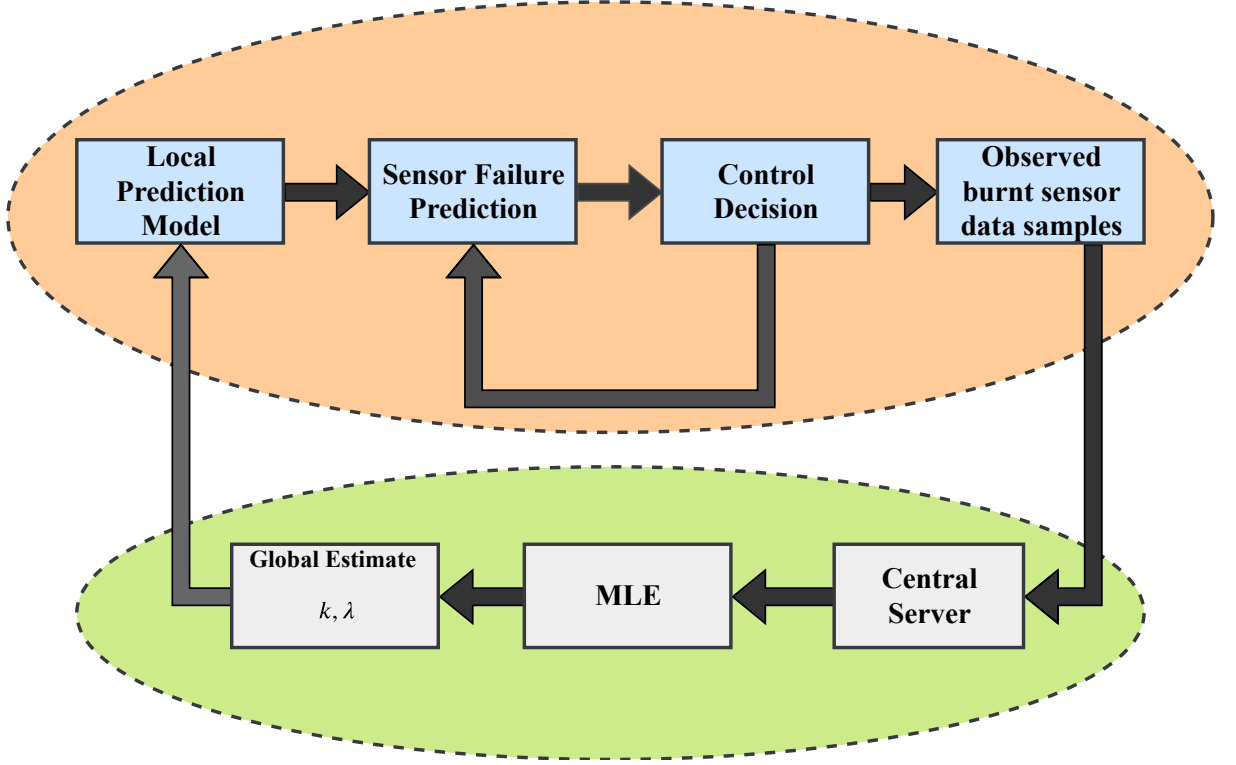 Local
Prediction
Model
Sensor Failure
Prediction
Control
Decision
Observed
burnt sensor
data samples
Global Estimate
k, λ
MLE
Central
Server